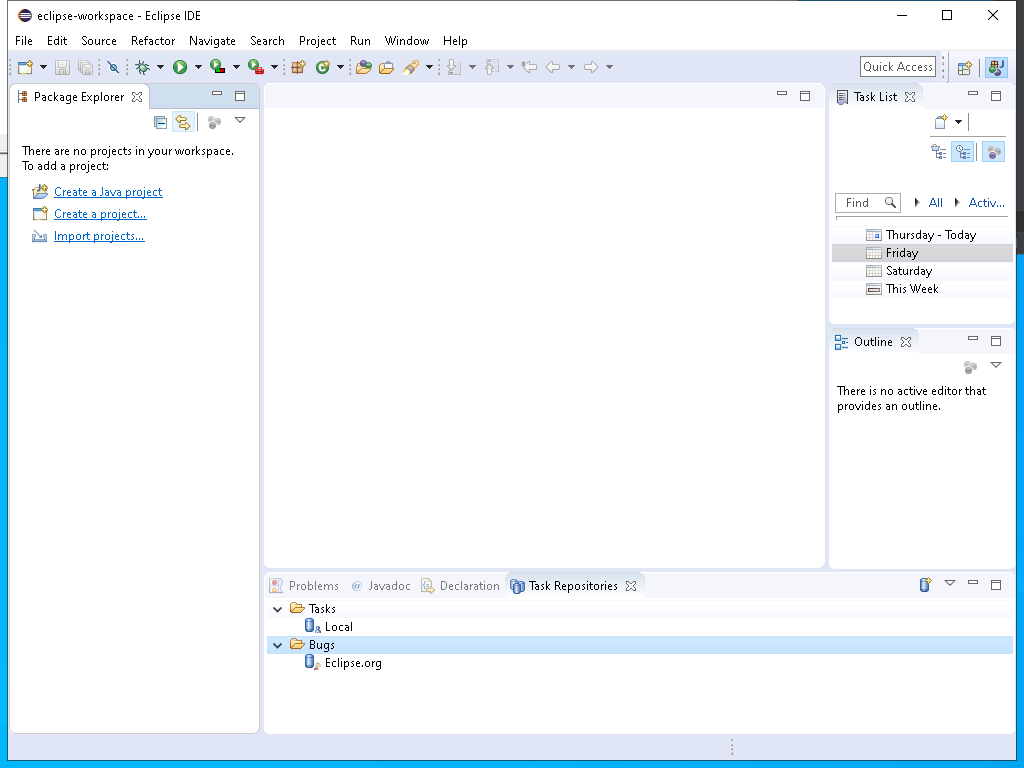 eclipse-workspace - Eclipse IDE
File Edit Source Refactor Navigate Search Project Run Window Help
Quick Access
Package Explorer
There are no projects in your workspace.
To add a project:
Create a Java project
Create a project...
Import projects...
Task List
Find All Activ...
Thursday - Today
Friday
Saturday
This Week
Outline
There is no active editor that
provides an outline.
Problems @ Javadoc Declaration Task Repositories
Tasks
Local
Bugs
Eclipse.org